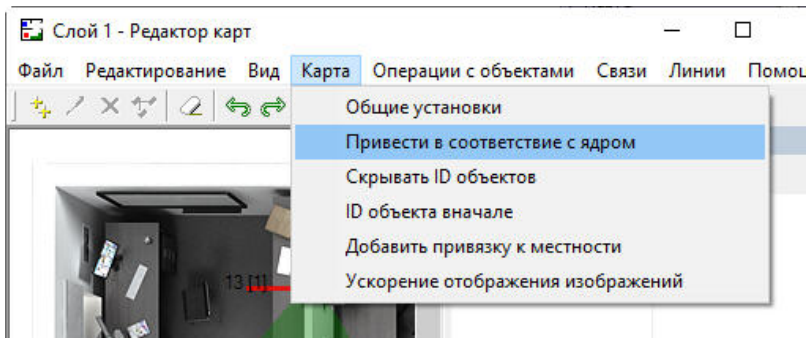 Слой 1 - Редактор карт
Файл Редактирование Вид Карта Операции с объектами Связи Линии
Общие установки
Привести в соответствие с ядром
Скрывать ID объектов
ID объекта вначале
Добавить привязку к местности
Ускорение отображения изображений
13 [1]